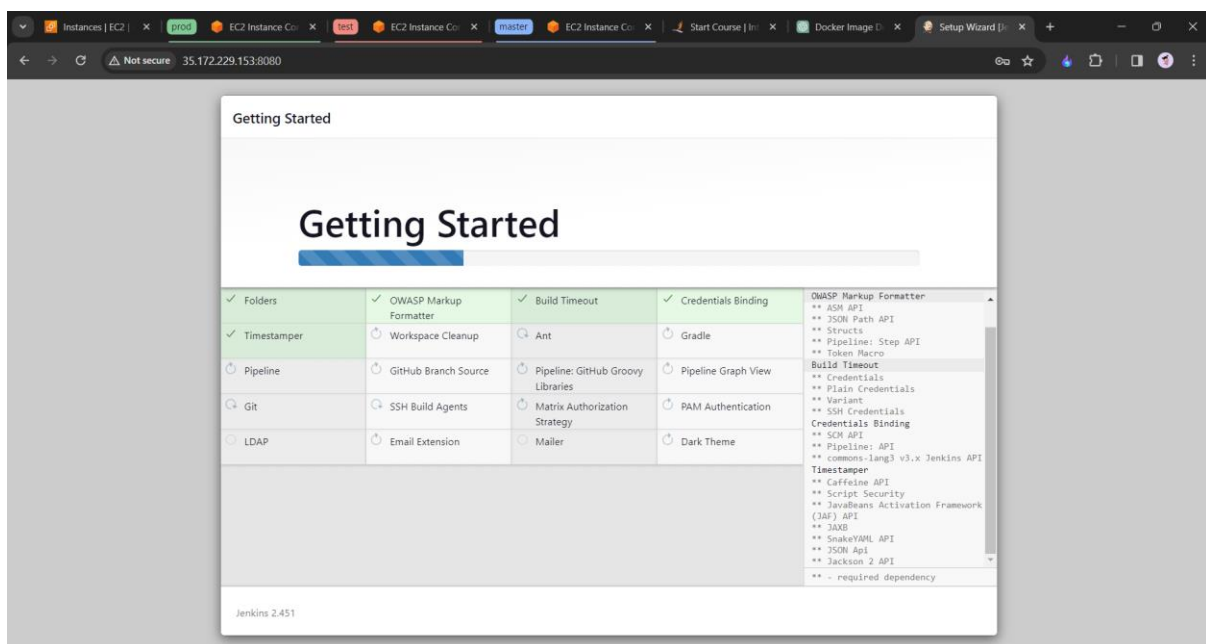 Instances | EC2 |
prod
EC2 Instance Co
test
EC2 Instance Co
master
EC2 Instance Co
Start Course | In
Docker Image D
Setup Wizard [Je
Not secure 35.172.229.153:8080
Getting Started
Getting Started
Folders
OWASP Markup
Formatter
Build Timeout
Credentials Binding
Timestamper
Workspace Cleanup
Ant
Gradle
Pipeline
GitHub Branch Source
Pipeline: GitHub Groovy
Libraries
Pipeline Graph View
Git
SSH Build Agents
Matrix Authorization
Strategy
PAM Authentication
LDAP
Email Extension
Mailer
Dark Theme
OWASP Markup Formatter
** ASM API
** JSON Path API
** Structs
** Pipeline: Step API
** Token Macro
Build Timeout
** Credentials
** Plain Credentials
** Variant
** SSH Credentials
Credentials Binding
** SCM API
** Pipeline: API
** commons-lang3 v3.x Jenkins API
Timestamper
** Caffeine API
** Script Security
** JavaBeans Activation Framework
(JAF) API
** JAXB
** SnakeYAML API
** JSON Api
** Jackson 2 API
** - required dependency
Jenkins 2.451